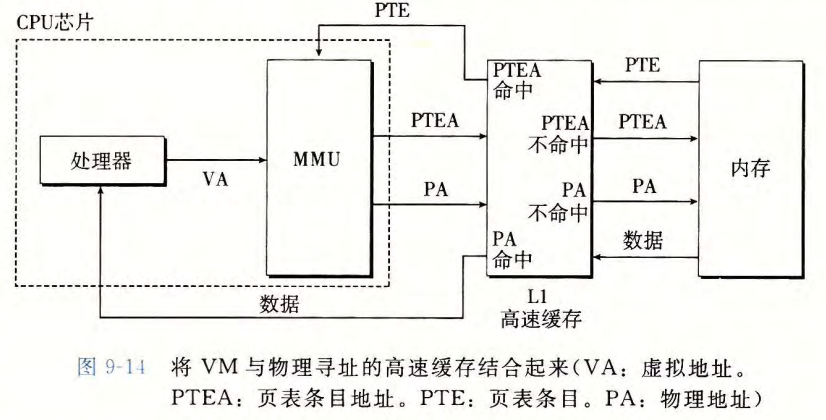 CPU芯片
PTE
PTEA
命中
PTE
处理器
VA
MMU
PTEA
PTEA
不命中
PTEA
PA
PA
不命中
PA
内存
PA
命中
数据
数据
L1
高速缓存
图 9-14 将 VM 与物理寻址的高速缓存结合起来(VA：虚拟地址。
PTEA：页表条目地址。PTE：页表条目。PA：物理地址)